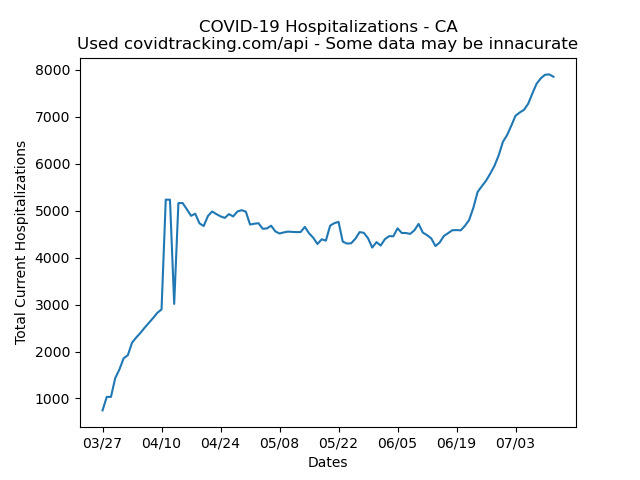 COVID-19 Hospitalizations - CA
Used covidtracking.com/api - Some data may be innacurate
8000
7000
6000
5000
4000
3000
2000
1000
Total Current Hospitalizations
03/27 04/10 04/24 05/08 05/22 06/05 06/19 07/03
Dates